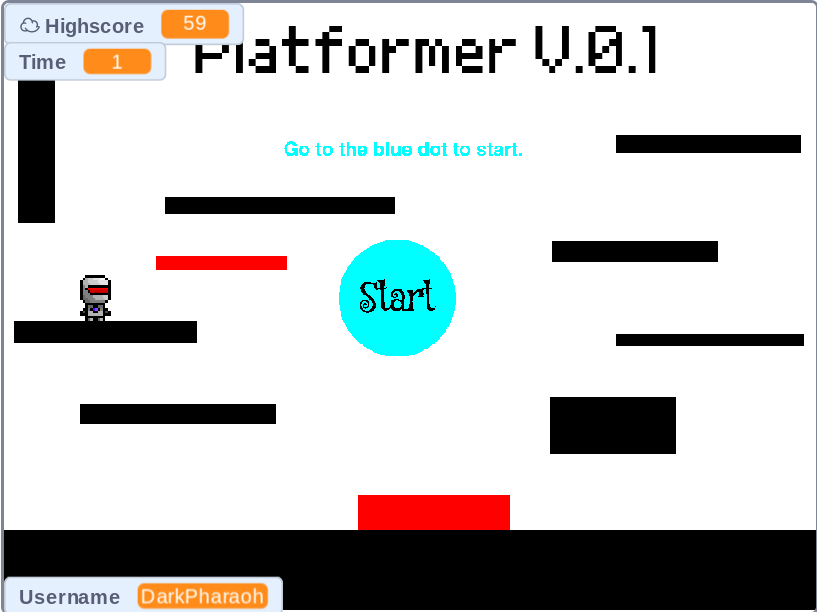 Highscore 59
Platformer V.0.1
Time 1
Go to the blue dot to start.
Start
Username DarkPharaoh